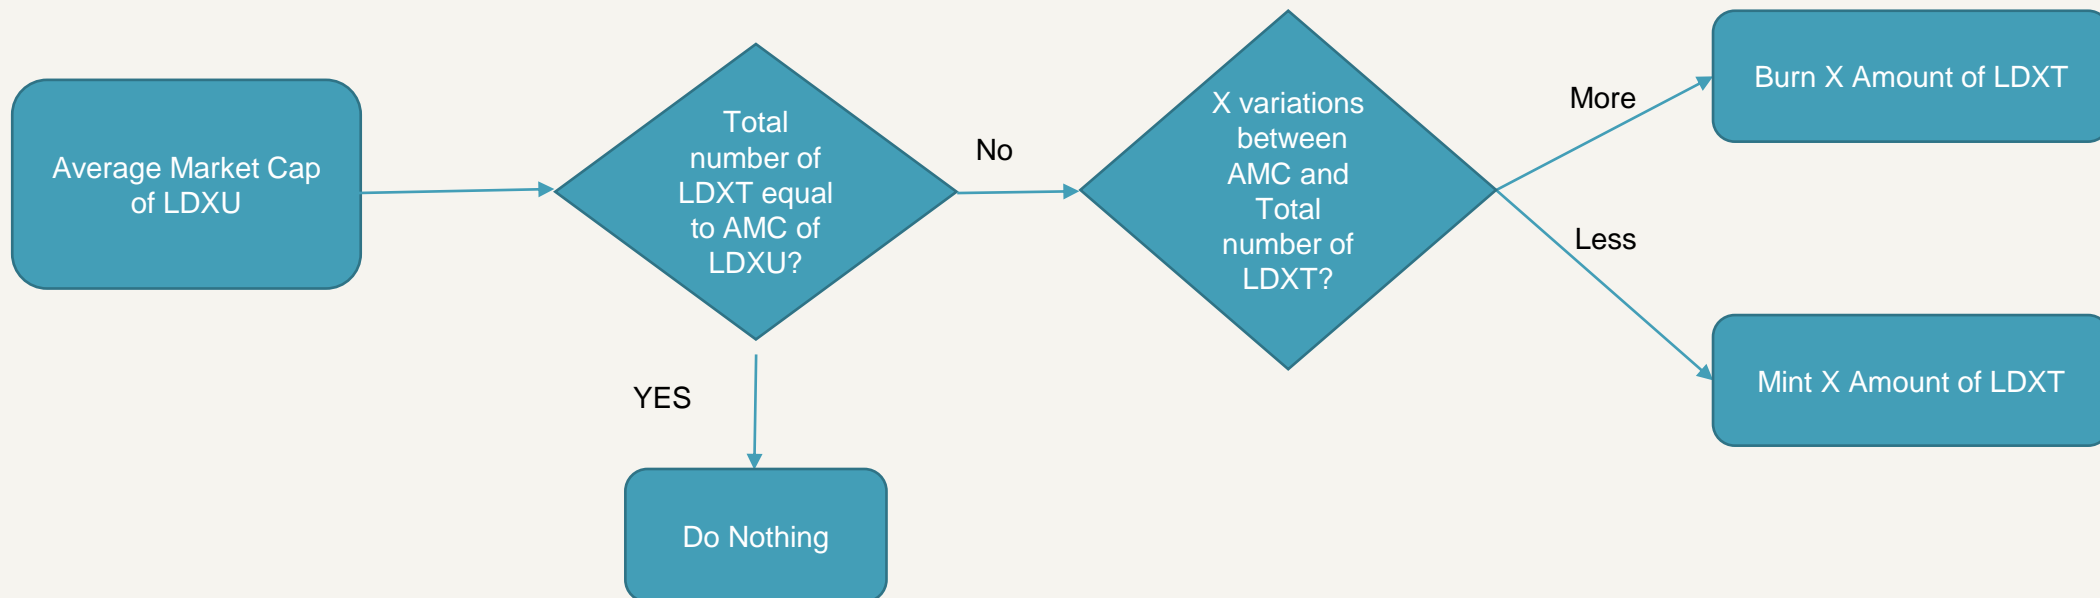 Average Market Cap
of LDXU
Total
number of
LDXT equal
to AMC of
LDXU?
YES
Do Nothing
No
X variations
between
AMC and
Total
number of
LDXT?
More
Burn X Amount of LDXT
Less
Mint X Amount of LDXT